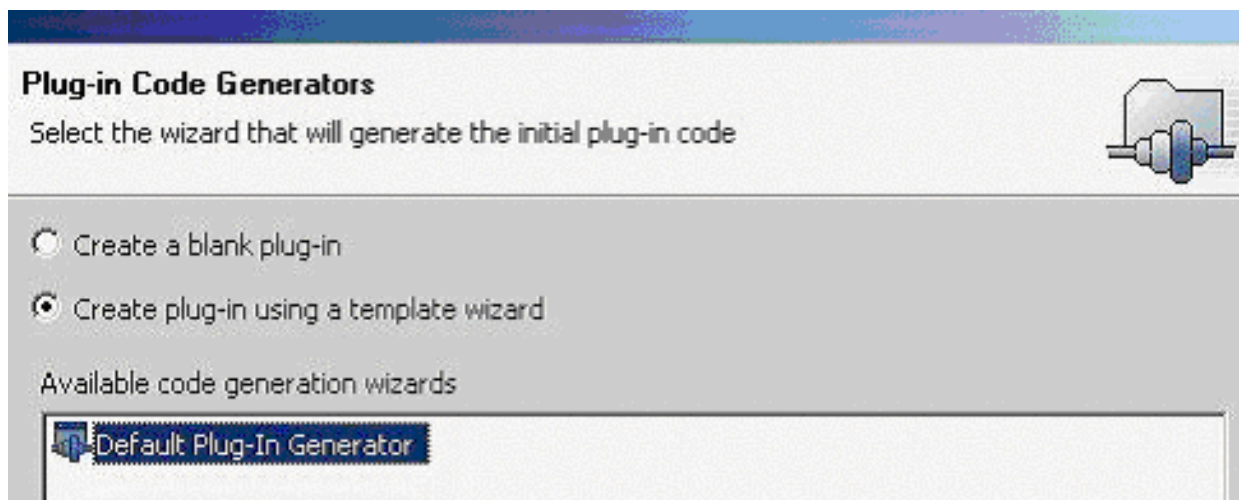 Plug-in Code Generators
Select the wizard that will generate the initial plug-in code
Create a blank plug-in
Create plug-in using a template wizard
Available code generation wizards
Default Plug-In Generator